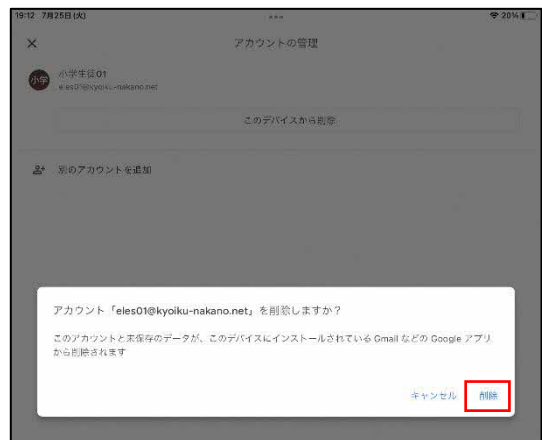 19:12 7月25日(火)
20%
アカウントの管理
小学
小学生徒01
eles01@kyoiku-nakano.net
このデバイスから削除
別のアカウントを追加
アカウント「eles01@kyoiku-nakano.net」を削除しますか？
このアカウントと未保存のデータが、このデバイスにインストールされている Gmail などの Google アプリ
から削除されます
キャンセル 削除